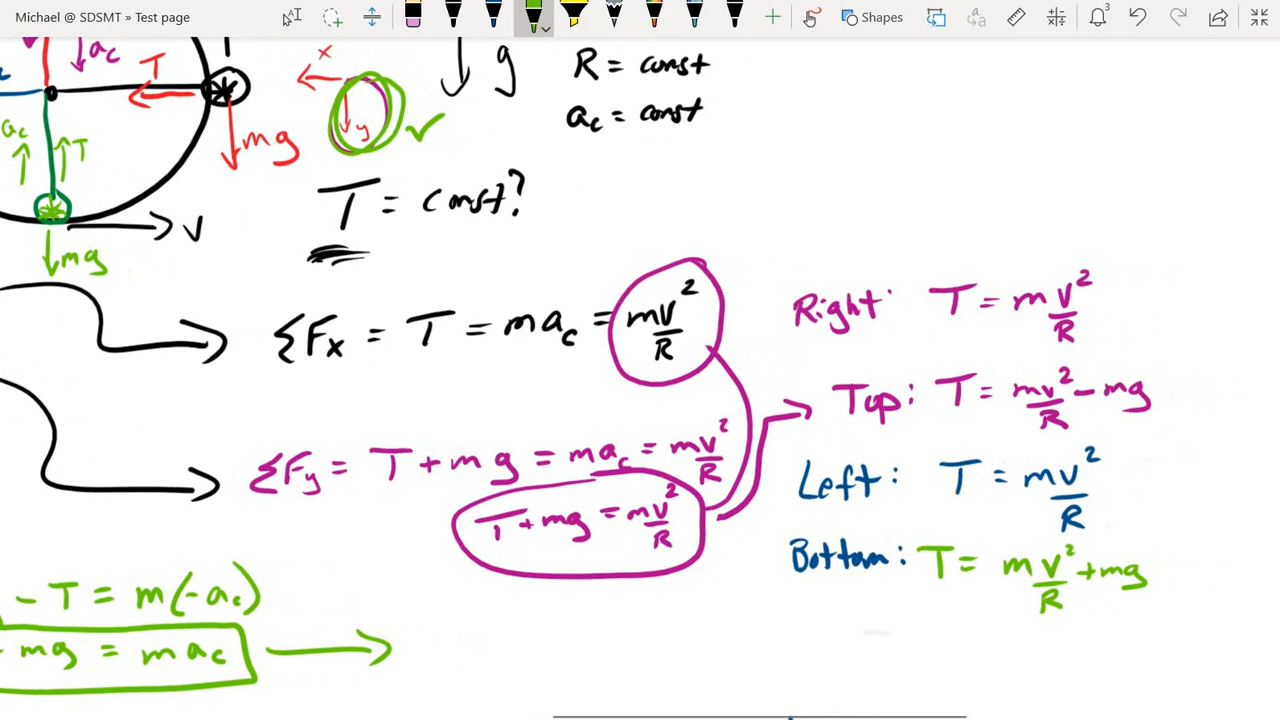 Michael @ SDSMT » Test page
Shapes
3
ac
T
x
g
R = const
ac = const
mg
y
ac
T
T = const?
V
mg
ΣFx = T = mac = mv²/R
Right: T = mv²/R
Top: T = mv²/R - mg
ΣFy = T + mg = mac = mv²/R
T + mg = mv²/R
Left: T = mv²/R
Bottom: T = mv²/R + mg
- T = m(-ac)
mg = mac